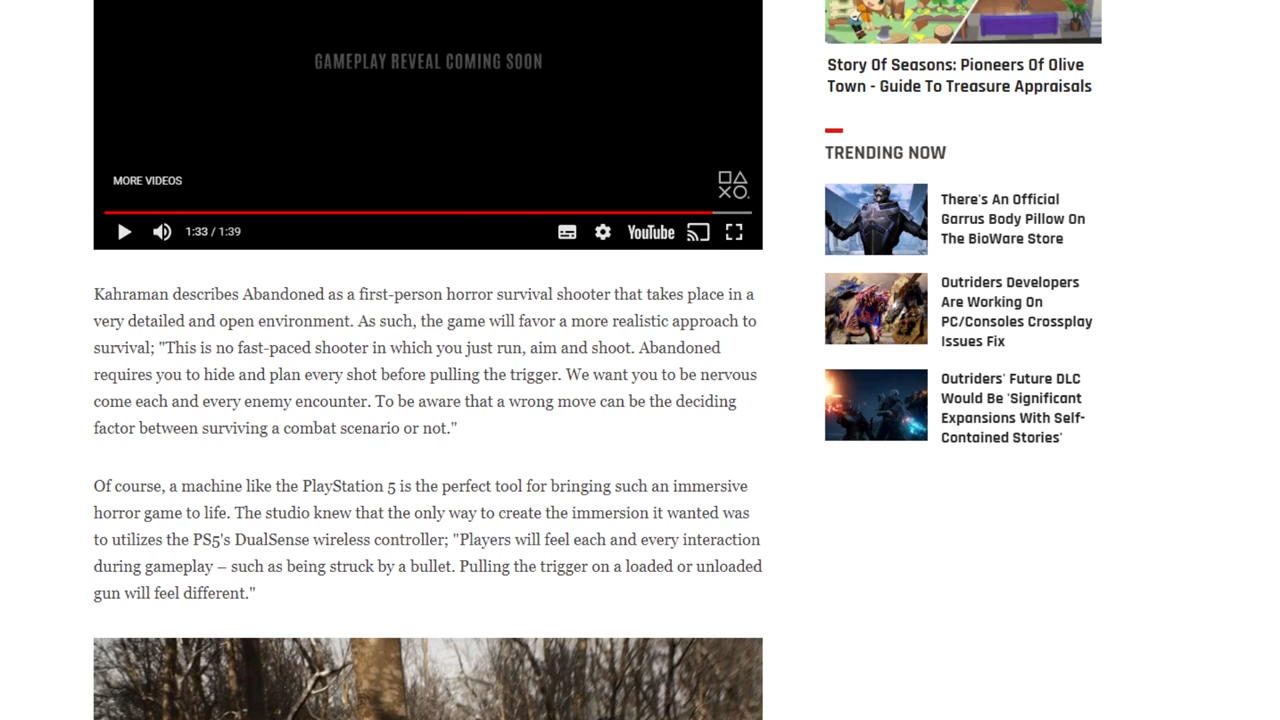 GAMEPLAY REVEAL COMING SOON
MORE VIDEOS
1:33 / 1:39
YouTube
Kahraman describes Abandoned as a first-person horror survival shooter that takes place in a
very detailed and open environment. As such, the game will favor a more realistic approach to
survival; "This is no fast-paced shooter in which you just run, aim and shoot. Abandoned
requires you to hide and plan every shot before pulling the trigger. We want you to be nervous
come each and every enemy encounter. To be aware that a wrong move can be the deciding
factor between surviving a combat scenario or not."
Of course, a machine like the PlayStation 5 is the perfect tool for bringing such an immersive
horror game to life. The studio knew that the only way to create the immersion it wanted was
to utilizes the PS5's DualSense wireless controller; "Players will feel each and every interaction
during gameplay – such as being struck by a bullet. Pulling the trigger on a loaded or unloaded
gun will feel different."
Story Of Seasons: Pioneers Of Olive
Town - Guide To Treasure Appraisals
TRENDING NOW
There's An Official
Garrus Body Pillow On
The BioWare Store
Outriders Developers
Are Working On
PC/Consoles Crossplay
Issues Fix
Outriders' Future DLC
Would Be 'Significant
Expansions With Self-
Contained Stories'